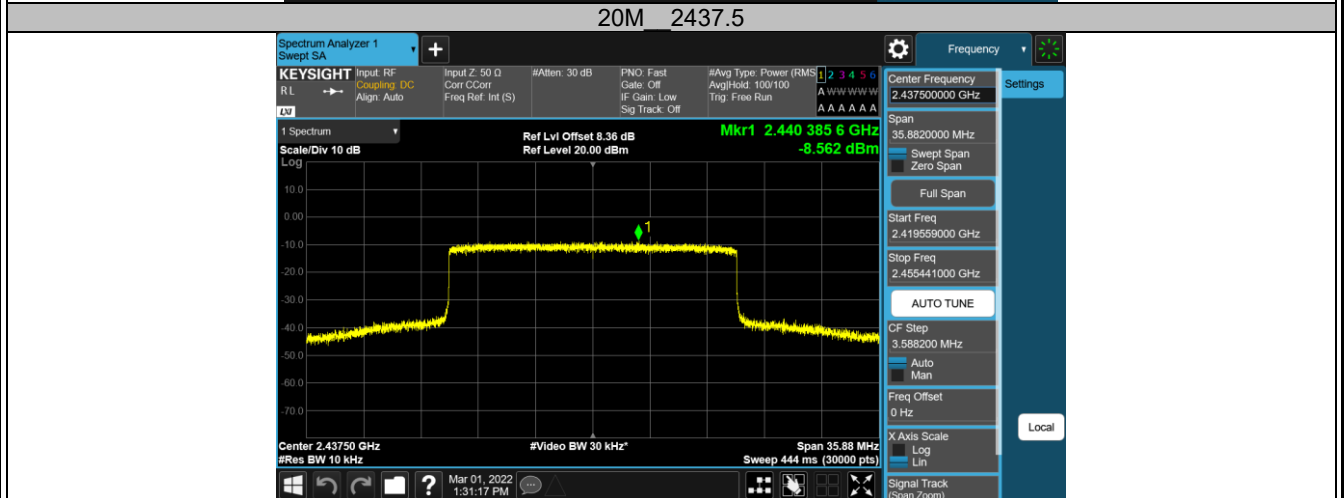 20M__2437.5
Spectrum Analyzer 1
Swept SA
Frequency
KEYSIGHT
R L
LXI
Input: RF
Coupling: DC
Align: Auto
Input Z: 50 Ω
Corr CCorr
Freq Ref: Int (S)
#Atten: 30 dB
PNO: Fast
Gate: Off
IF Gain: Low
Sig Track: Off
#Avg Type: Power (RMS
Avg|Hold: 100/100
Trig: Free Run
1 2 3 4 5 6
A W W W W W
A A A A A A
1 Spectrum
Scale/Div 10 dB
Log
Ref Lvl Offset 8.36 dB
Ref Level 20.00 dBm
Mkr1 2.440 385 6 GHz
-8.562 dBm
10.0
0.00
-10.0
-20.0
-30.0
-40.0
-50.0
-60.0
-70.0
1
Center 2.43750 GHz
#Res BW 10 kHz
#Video BW 30 kHz*
Span 35.88 MHz
Sweep 444 ms (30000 pts)
Center Frequency
2.437500000 GHz
Span
35.8820000 MHz
Swept Span
Zero Span
Full Span
Start Freq
2.419559000 GHz
Stop Freq
2.455441000 GHz
AUTO TUNE
CF Step
3.588200 MHz
Auto
Man
Freq Offset
0 Hz
X Axis Scale
Log
Lin
Signal Track
(Span Zoom)
Settings
Local
?
Mar 01, 2022
1:31:17 PM